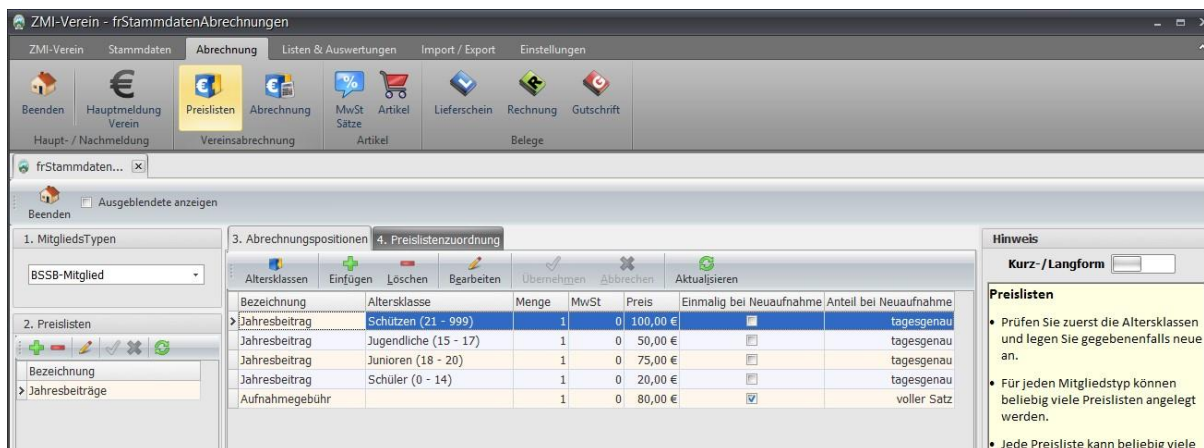 ZMI-Verein - frStammdatenAbrechnungen
ZMI-Verein Stammdaten Abrechnung Listen & Auswertungen Import / Export Einstellungen
Beenden Hauptmeldung Verein Preislisten Abrechnung MwSt Sätze Artikel Lieferschein Rechnung Gutschrift
Haupt- / Nachmeldung Vereinsabrechnung Artikel Belege
frStammdaten...
Beenden Ausgeblendete anzeigen
1. MitgliedsTypen
BSSB-Mitglied
2. Preislisten
Bezeichnung
Jahresbeiträge
3. Abrechnungspositionen 4. Preislistenzuordnung
Altersklassen Einfügen Löschen Bearbeiten Übernehmen Abbrechen Aktualisieren
Bezeichnung Altersklasse Menge MwSt Preis Einmalig bei Neuaufnahme Anteil bei Neuaufnahme
Jahresbeitrag Schützen (21 - 999) 1 0 100,00 € tagesgenau
Jahresbeitrag Jugendliche (15 - 17) 1 0 50,00 € tagesgenau
Jahresbeitrag Junioren (18 - 20) 1 0 75,00 € tagesgenau
Jahresbeitrag Schüler (0 - 14) 1 0 20,00 € tagesgenau
Aufnahmegebühr 1 0 80,00 € voller Satz
Hinweis
Kurz-/Langform
Preislisten
• Prüfen Sie zuerst die Altersklassen
und legen Sie gegebenenfalls neue
an.
• Für jeden Mitgliedstyp können
beliebig viele Preislisten angelegt
werden.
• Jede Preisliste kann beliebig viele